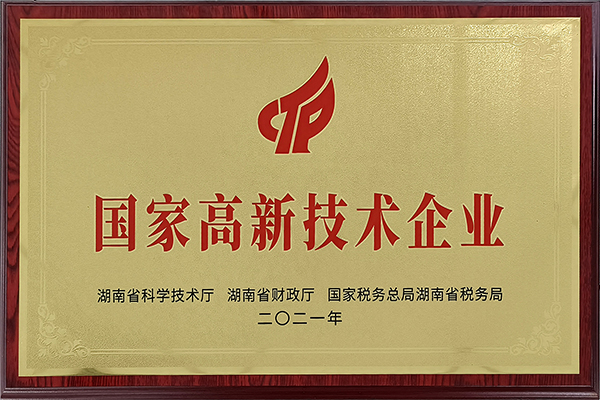 CTP
国家高新技术企业
湖南省科学技术厅 湖南省财政厅 国家税务总局湖南省税务局
二〇二一年